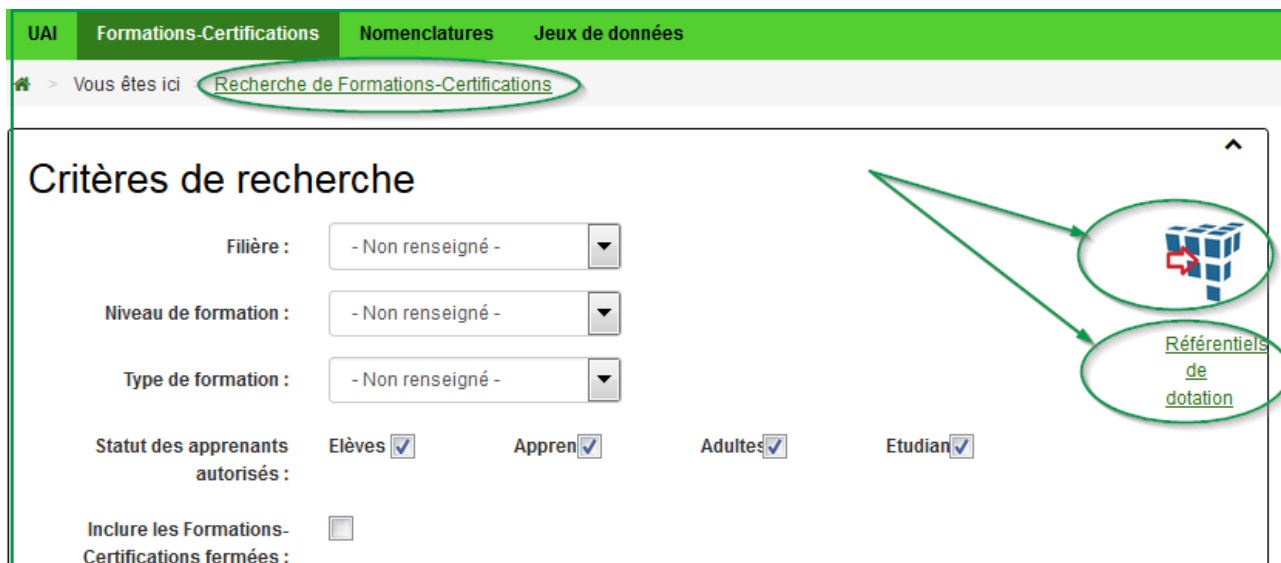 UAI Formations-Certifications Nomenclatures Jeux de données
> Vous êtes ici > Recherche de Formations-Certifications
Critères de recherche
Filière : - Non renseigné -
Niveau de formation : - Non renseigné -
Type de formation : - Non renseigné -
Référentiels
de
dotation
Statut des apprenants Elèves Appren Adultes Etudian
autorisés :
Inclure les Formations-
Certifications fermées :